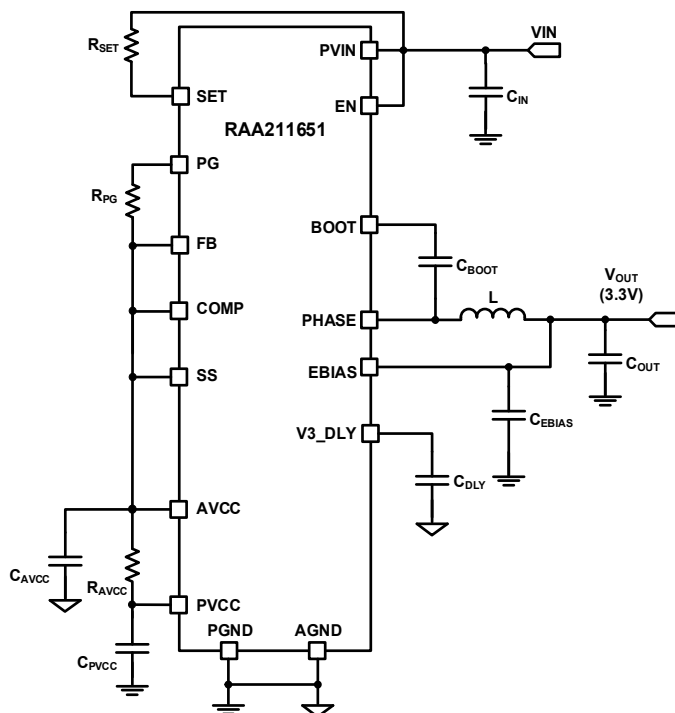 VIN
RSET
PVIN
CIN
SET
EN
RAA211651
PG
RPG
BOOT
FB
CBOOT
VOUT
(3.3V)
L
COMP
PHASE
COUT
SS
EBIAS
CEBIAS
V3_DLY
CDLY
AVCC
CAVCC
RAVCC
PVCC
PGND
AGND
CPVCC